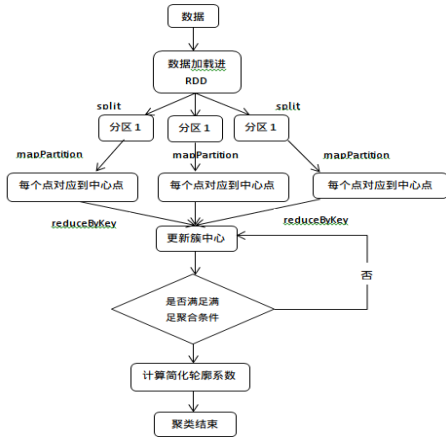 数据
数据加载进
RDD
split
split
分区 1
分区 1
分区 1
mapPartition
mapPartition
mapPartition
每个点对应到中心点
每个点对应到中心点
每个点对应到中心点
reduceByKey
reduceByKey
更新簇中心
否
是否满足满
足聚合条件
计算简化轮廓系数
聚类结束